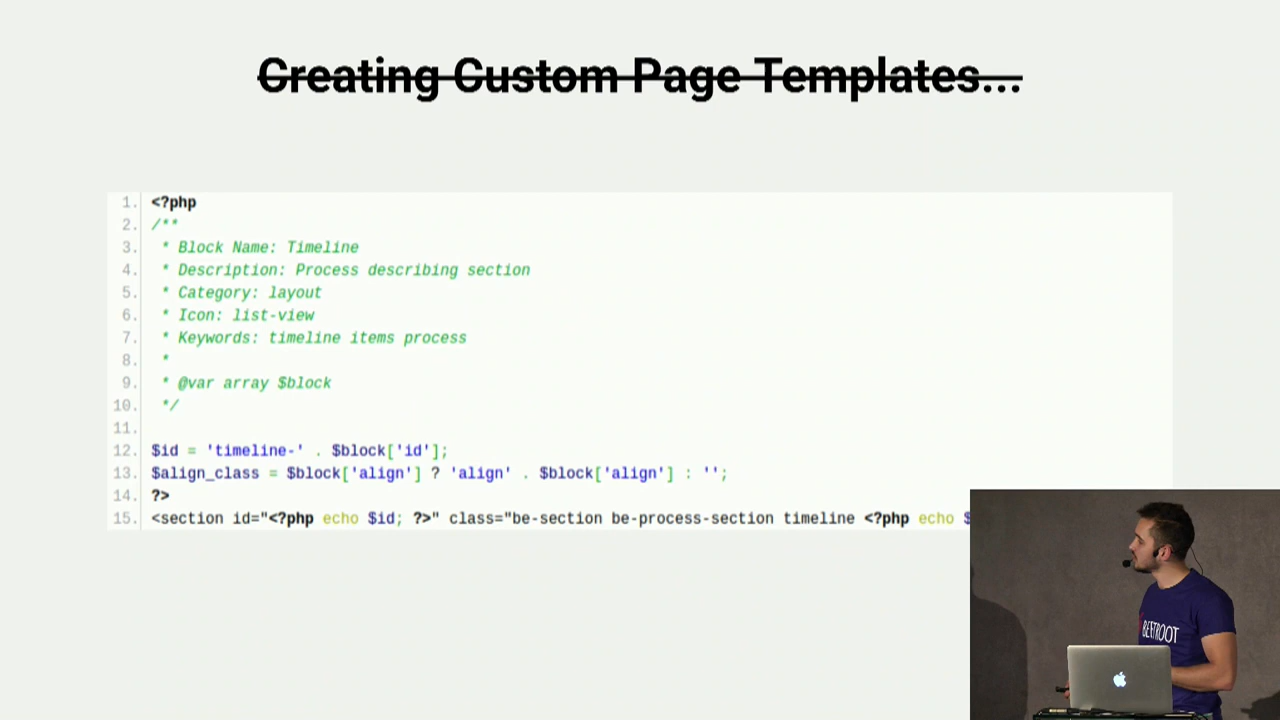 Creating Custom Page Templates...
1. <?php
2. /**
3. * Block Name: Timeline
4. * Description: Process describing section
5. * Category: layout
6. * Icon: list-view
7. * Keywords: timeline items process
8. *
9. * @var array $block
10. */
11.
12. $id = 'timeline-' . $block['id'];
13. $align_class = $block['align'] ? 'align' . $block['align'] : '';
14. ?>
15. <section id="<?php echo $id; ?>" class="be-section be-process-section timeline <?php echo $
BEETROOT